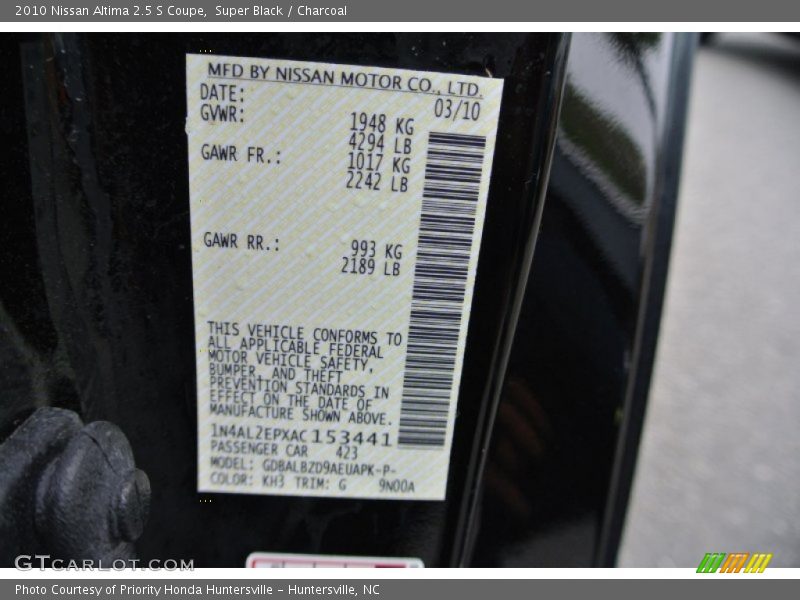 2010 Nissan Altima 2.5 S Coupe,  Super Black / Charcoal
MFD BY NISSAN MOTOR CO., LTD.
DATE: 03/10
GVWR: 1948 KG
4294 LB
GAWR FR.: 1017 KG
2242 LB
GAWR RR.: 993 KG
2189 LB
THIS VEHICLE CONFORMS TO
ALL APPLICABLE FEDERAL
MOTOR VEHICLE SAFETY,
BUMPER, AND THEFT
PREVENTION STANDARDS IN
EFFECT ON THE DATE OF
MANUFACTURE SHOWN ABOVE.
1N4AL2EPXAC153441
PASSENGER CAR 423
MODEL: GDBALBZD9AEUAPK-P-
COLOR: KH3 TRIM: G 9N00A
GTCARLOT.COM
Photo Courtesy of Priority Honda Huntersville – Huntersville, NC